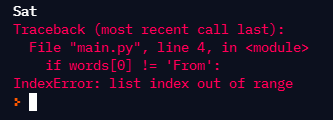 Sat
Traceback (most recent call last):
  File "main.py", line 4, in <module>
    if words[0] != 'From':
IndexError: list index out of range
>